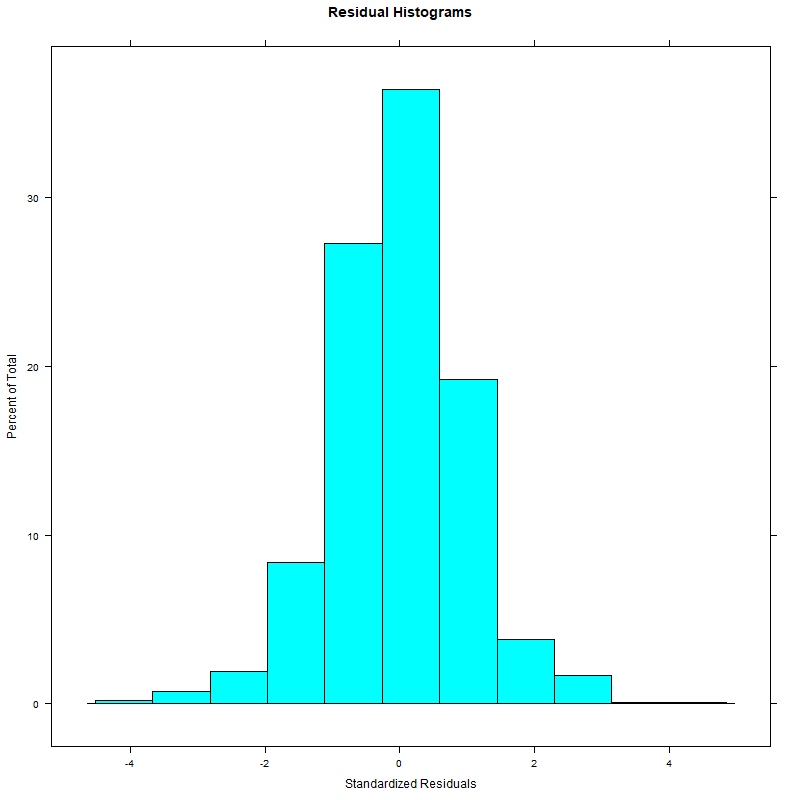 Residual Histograms
30
20
10
0
Percent of Total
-4 -2 0 2 4
Standardized Residuals